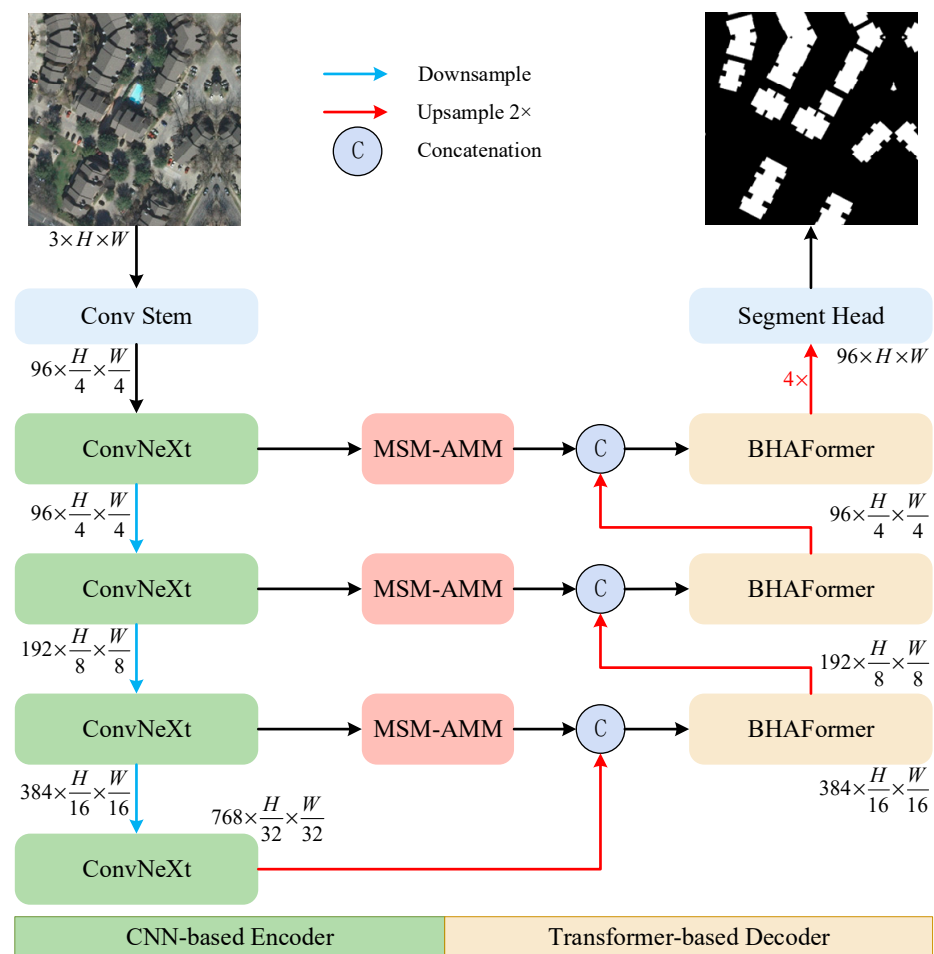 Downsample
Upsample 2×
C Concatenation
3×H×W
Conv Stem Segment Head
96×H/4×W/4 4× 96×H×W
ConvNeXt MSM-AMM C BHAFormer
96×H/4×W/4 96×H/4×W/4
ConvNeXt MSM-AMM C BHAFormer
192×H/8×W/8 192×H/8×W/8
ConvNeXt MSM-AMM C BHAFormer
384×H/16×W/16 768×H/32×W/32 384×H/16×W/16
ConvNeXt
CNN-based Encoder Transformer-based Decoder